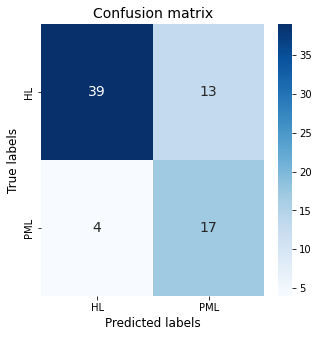 Confusion matrix
HL
39
13
PML
4
17
HL
PML
True labels
Predicted labels
35
30
25
20
15
10
5